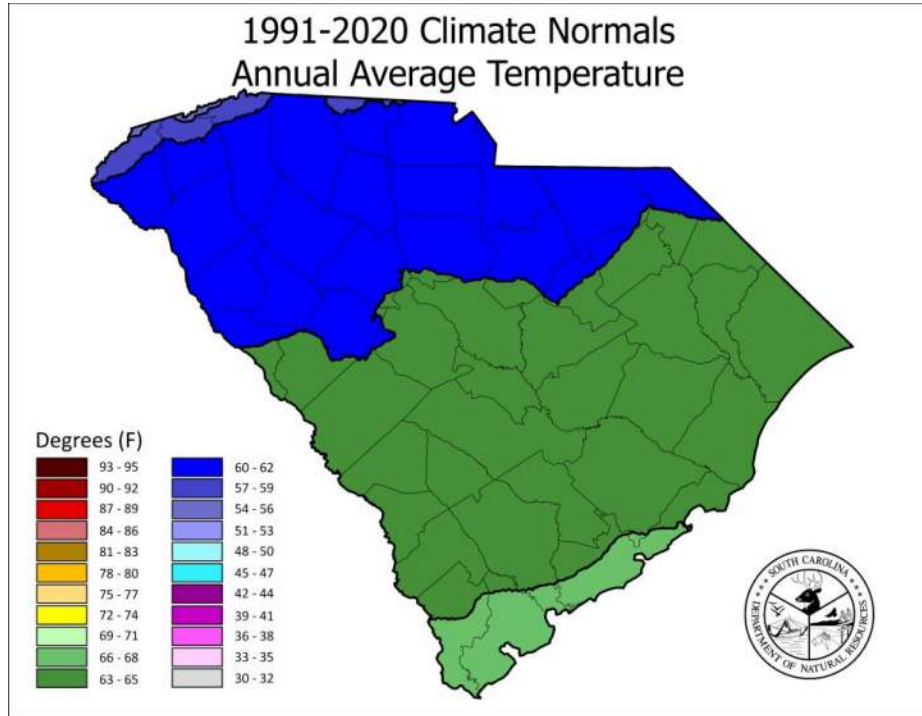 1991-2020 Climate Normals
Annual Average Temperature
Degrees (F)
93 - 95
90 - 92
87 - 89
84 - 86
81 - 83
78 - 80
75 - 77
72 - 74
69 - 71
66 - 68
63 - 65
60 - 62
57 - 59
54 - 56
51 - 53
48 - 50
45 - 47
42 - 44
39 - 41
36 - 38
33 - 35
30 - 32
SOUTH CAROLINA
DEPARTMENT OF NATURAL RESOURCES